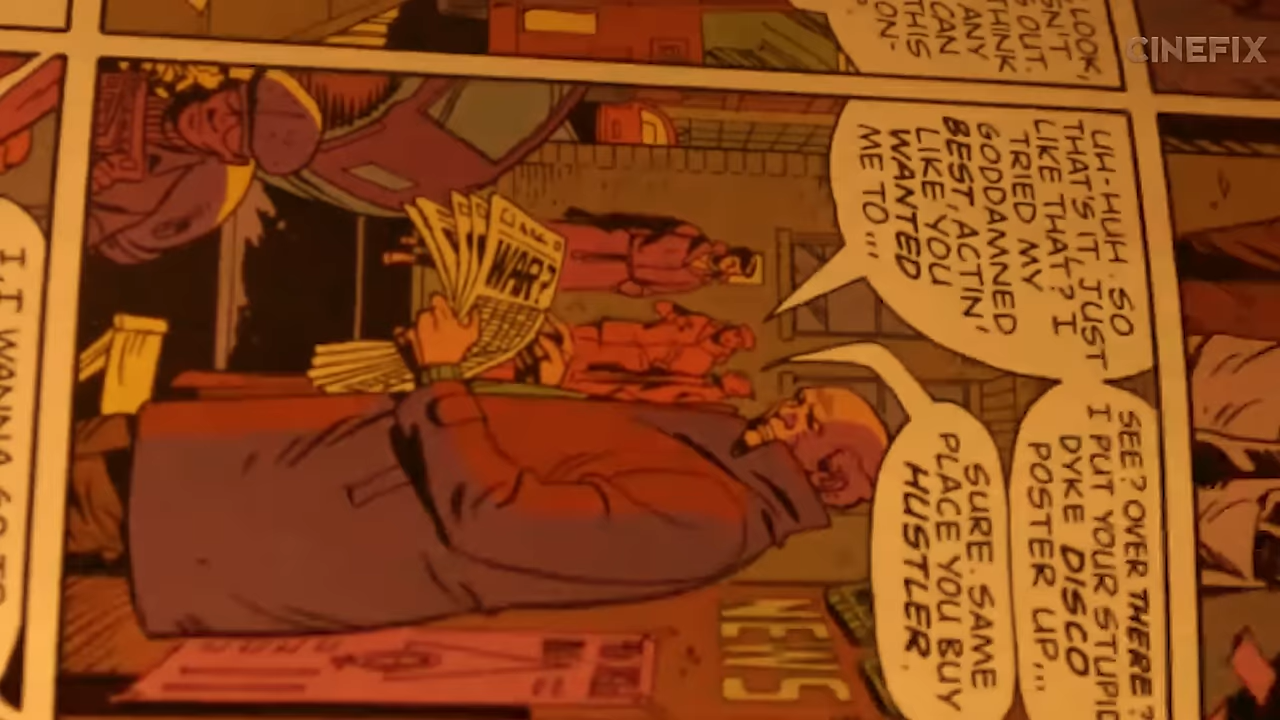 CINEFIX
LOOK,
N'T
OUT.
THINK
ANY
CAN
THIS
ON-
UH-HUH. SO
THAT'S IT, JUST
LIKE THAT? I
TRIED MY
GODDAMNED
BEST, ACTIN'
LIKE YOU
WANTED
ME TO...
SEE? OVER THERE?
I PUT YOUR STUPID
DYKE DISCO
POSTER UP...
SURE. SAME
PLACE YOU BUY
HUSTLER.
WAR?
NEWS
I, I WANNA GO TO